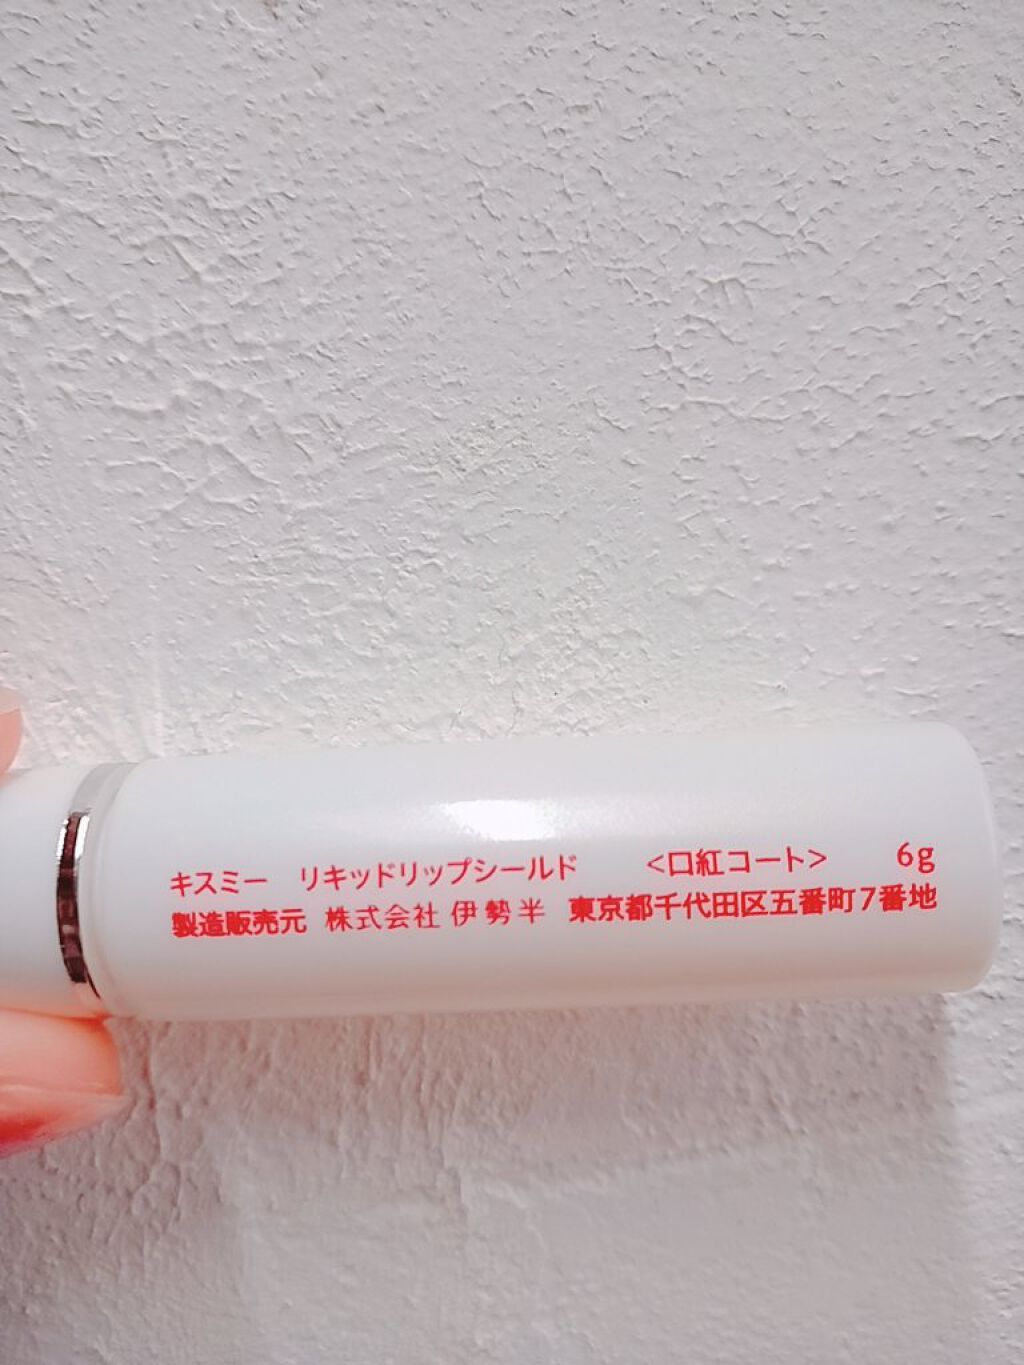 キスミー　リキッドリップシールド　　<口紅コート>　　6g
製造販売元 株式会社 伊勢半 東京都千代田区五番町7番地